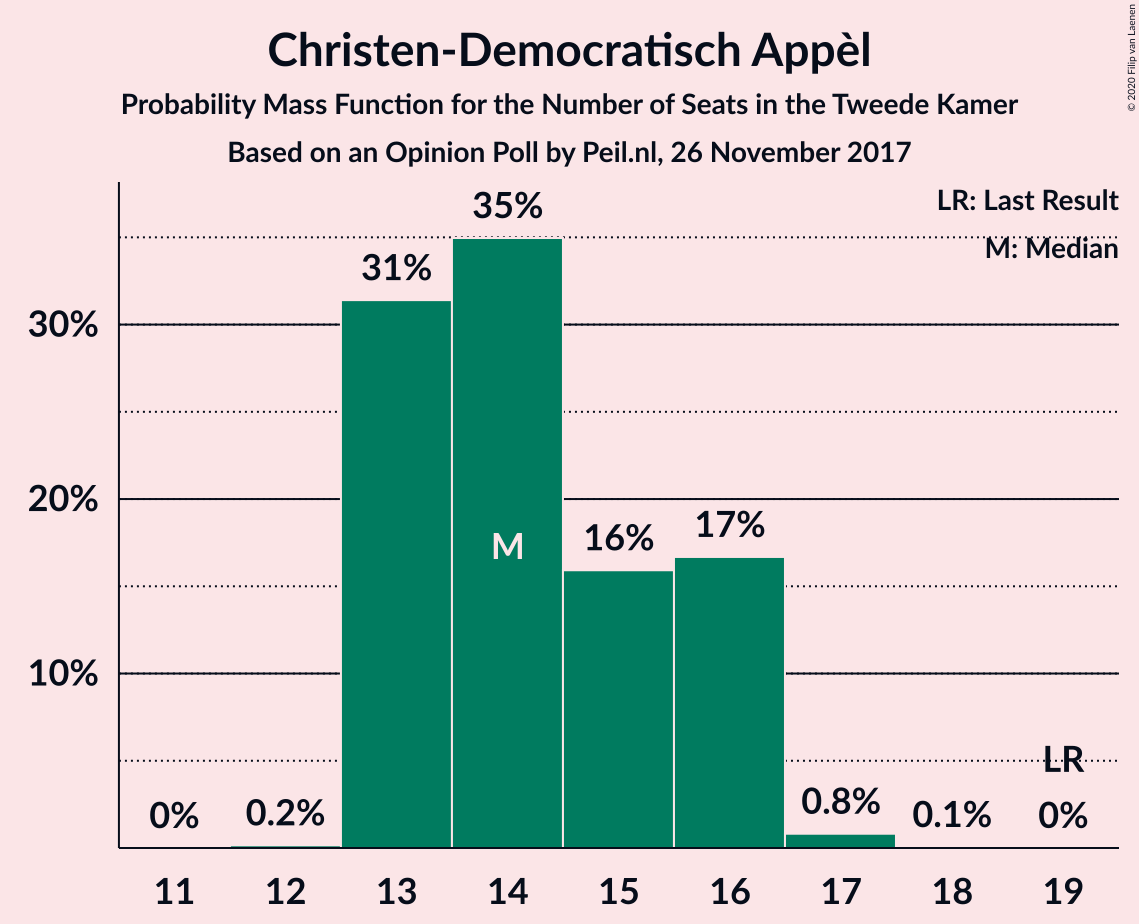 Christen-Democratisch Appèl
Probability Mass Function for the Number of Seats in the Tweede Kamer
Based on an Opinion Poll by Peil.nl, 26 November 2017
© 2020 Filip van Laenen
LR: Last Result
M: Median
30%
20%
10%
0%
0.2%
31%
35%
M
16%
17%
0.8%
0.1%
LR
0%
11 12 13 14 15 16 17 18 19